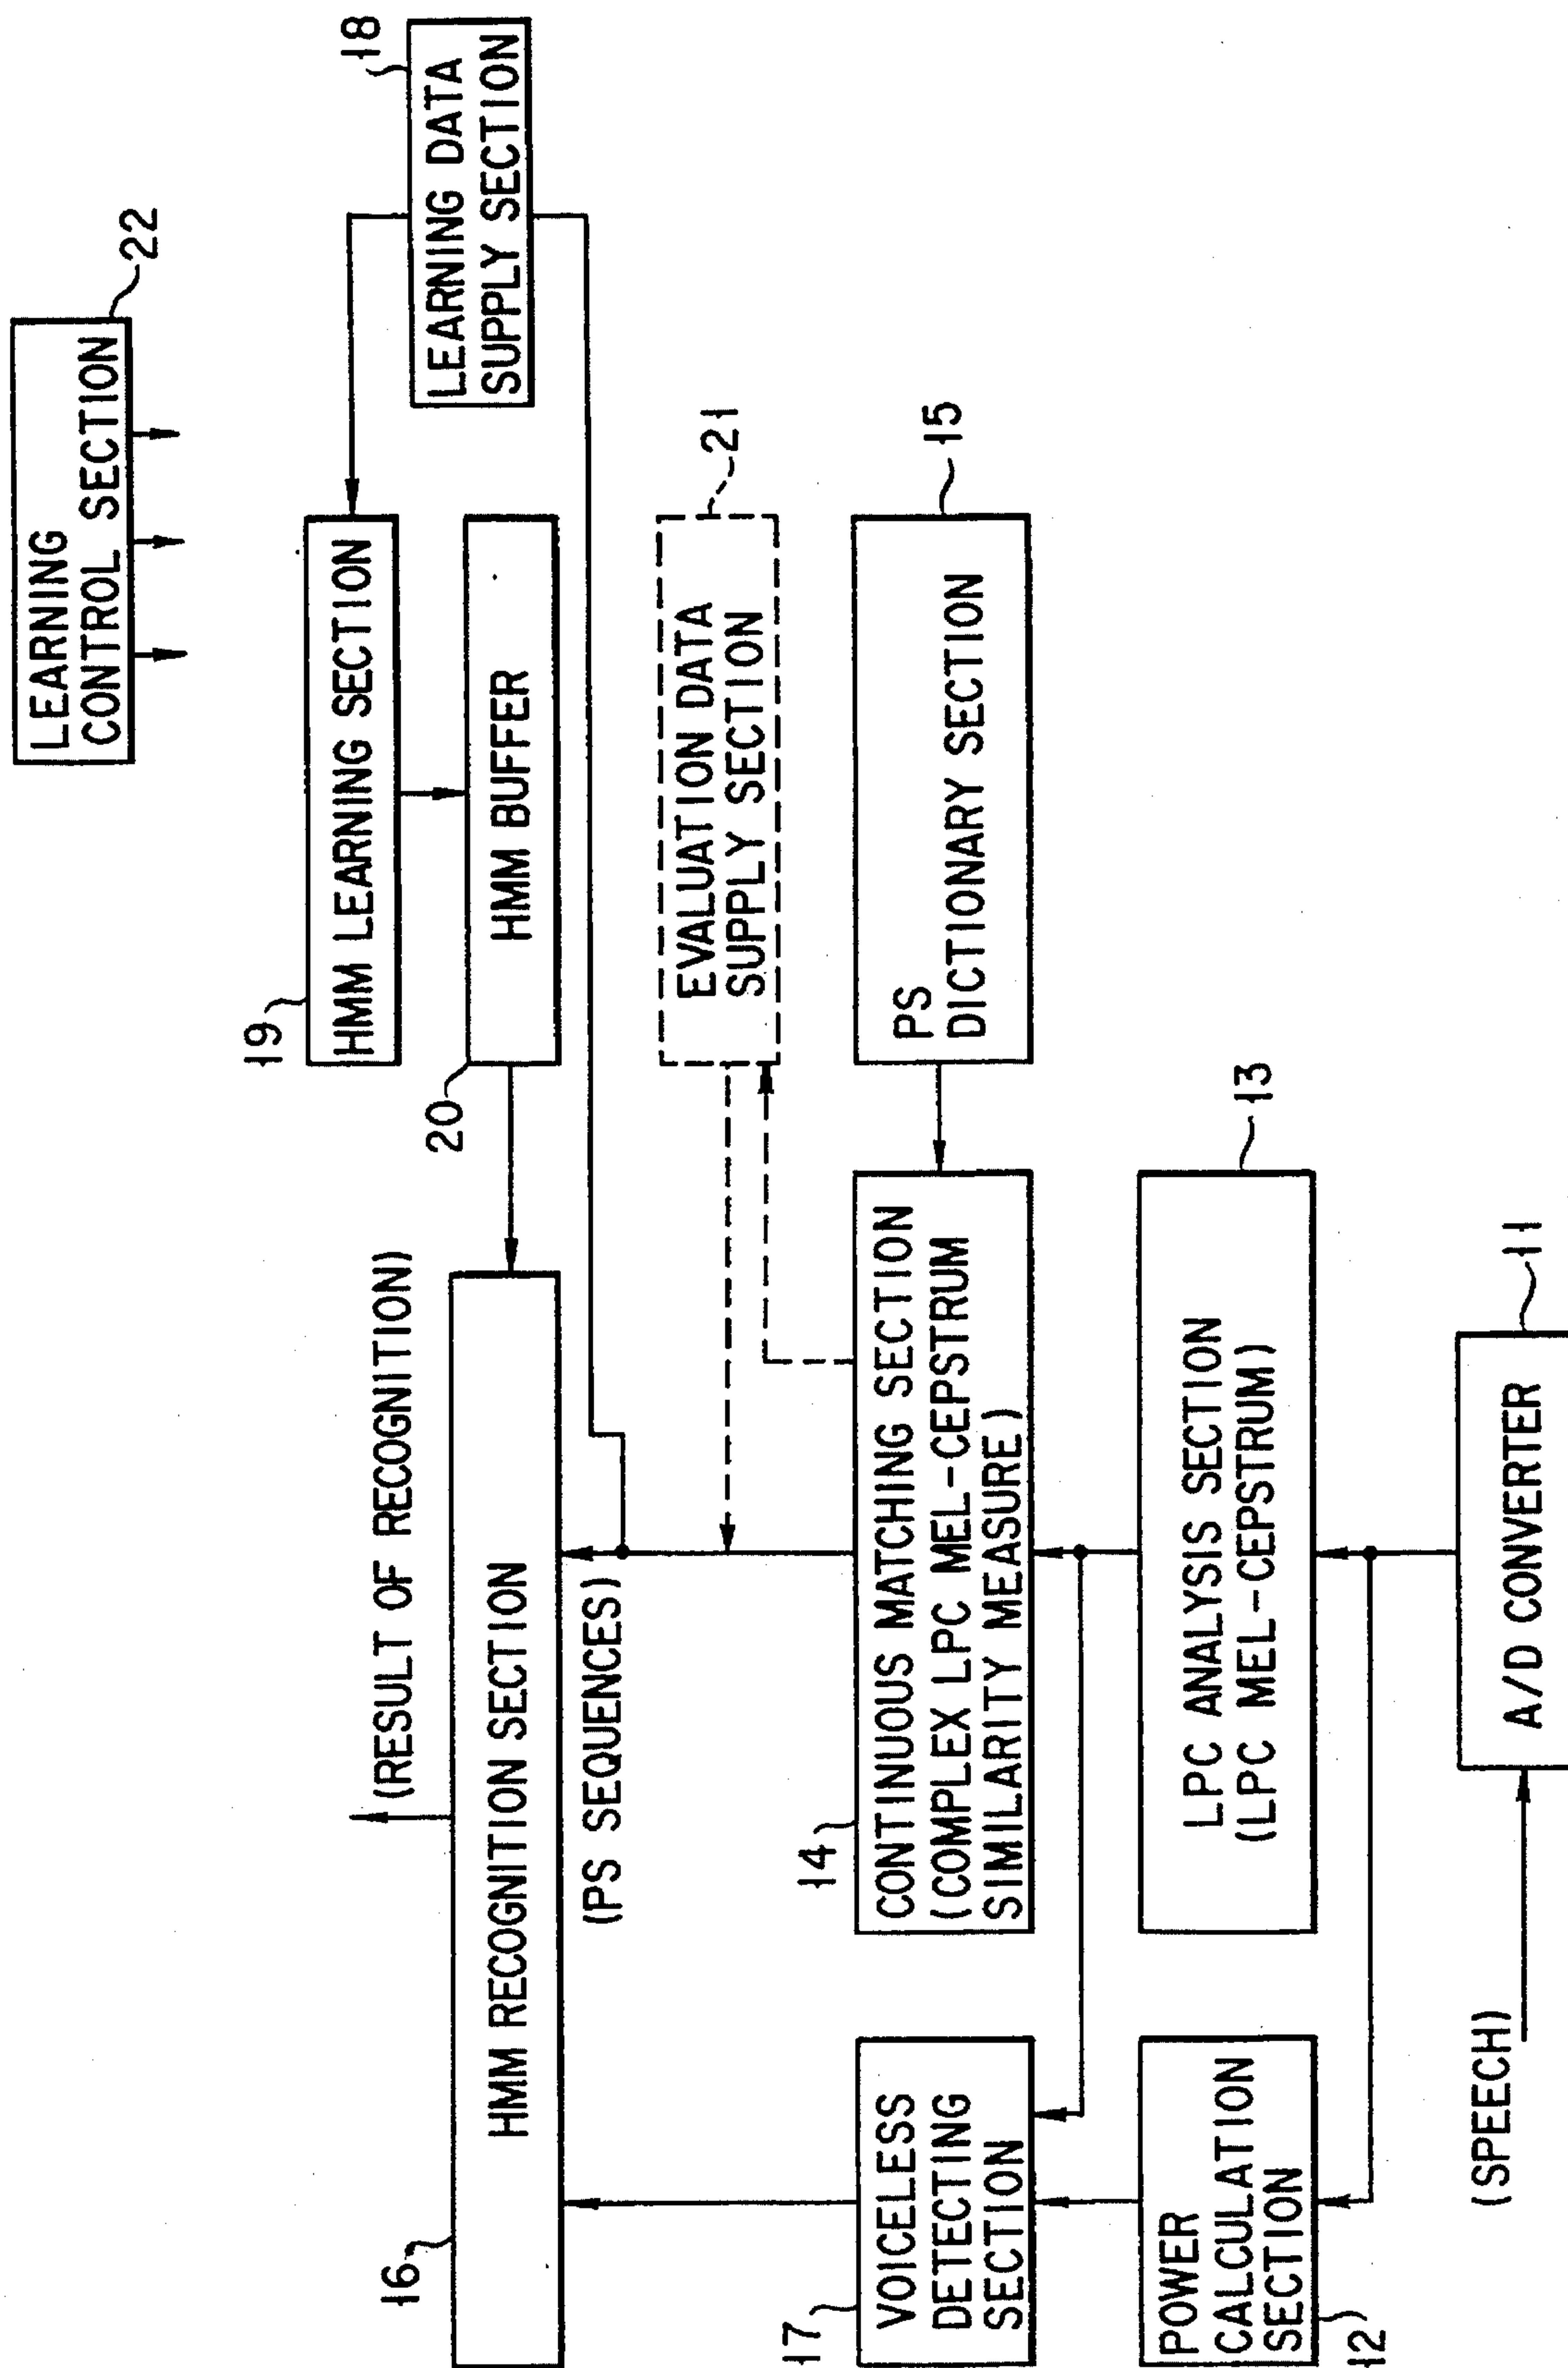 LEARNING
CONTROL SECTION
22
18
LEARNING DATA
SUPPLY SECTION
19
HMM LEARNING SECTION
20
HMM BUFFER
(RESULT OF RECOGNITION)
16
HMM RECOGNITION SECTION
(PS SEQUENCES)
21
EVALUATION DATA
SUPPLY SECTION
15
PS
DICTIONARY SECTION
14
CONTINUOUS MATCHING SECTION
(COMPLEX LPC MEL-CEPSTRUM
SIMILARITY MEASURE)
17
VOICELESS
DETECTING
SECTION
13
LPC ANALYSIS SECTION
(LPC MEL-CEPSTRUM)
12
POWER
CALCULATION
SECTION
11
A/D CONVERTER
(SPEECH)